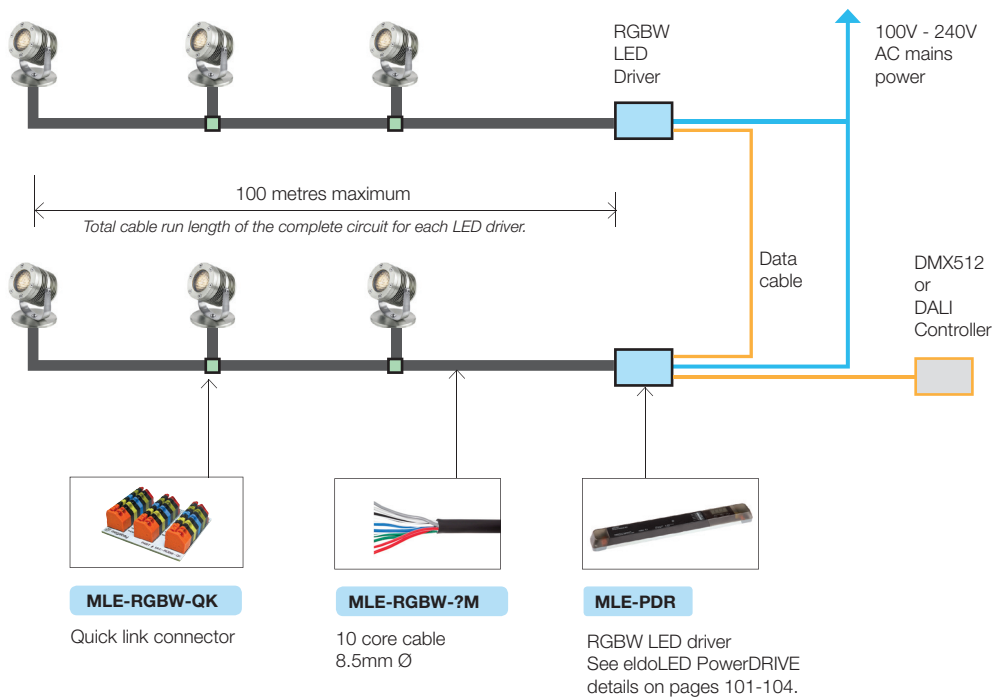 RGBW
LED
Driver
100V - 240V
AC mains
power
100 metres maximum
Total cable run length of the complete circuit for each LED driver.
Data
cable
DMX512
or
DALI
Controller
MLE-RGBW-QK
Quick link connector
MLE-RGBW-?M
10 core cable
8.5mm Ø
MLE-PDR
RGBW LED driver
See eldoLED PowerDRIVE
details on pages 101-104.